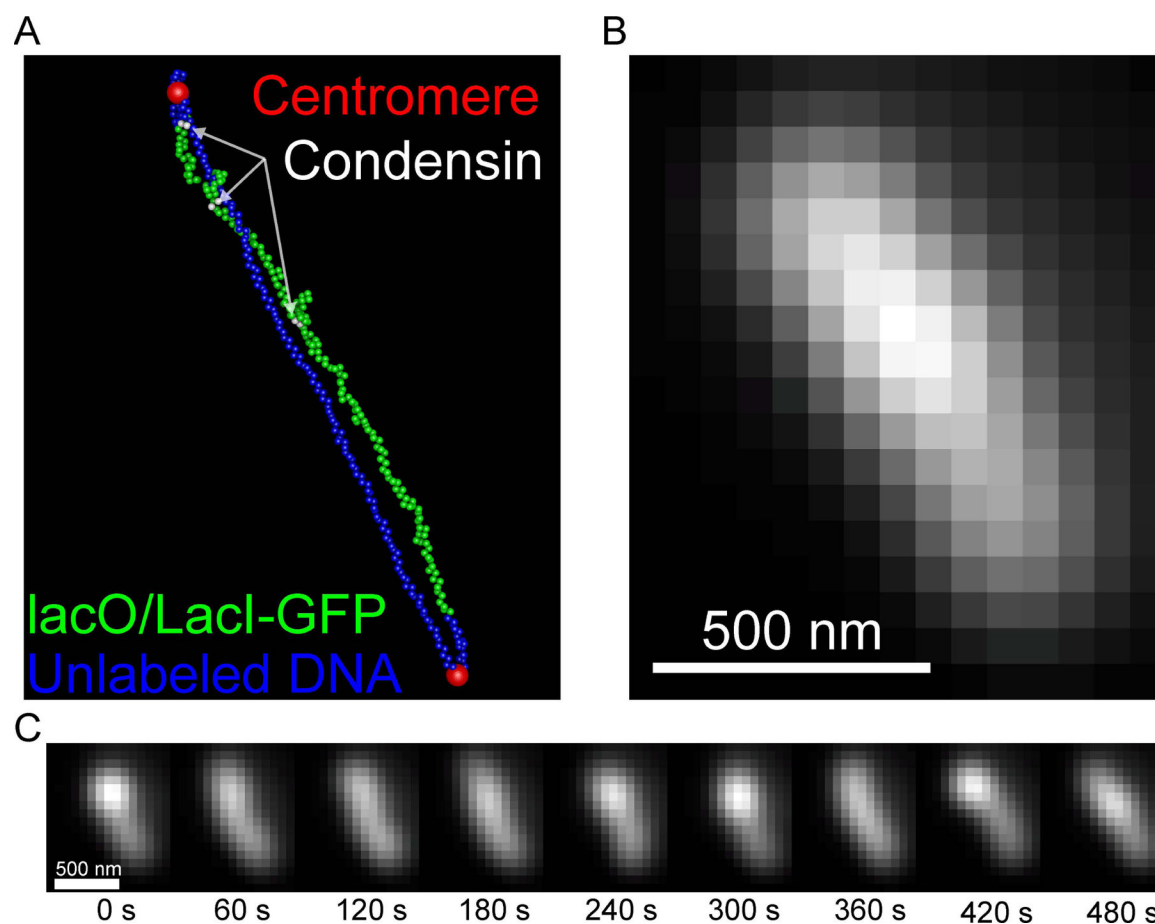 A
Centromere
Condensin
lacO/LacI-GFP
Unlabeled DNA
B
500 nm
C
500 nm
0 s 60 s 120 s 180 s 240 s 300 s 360 s 420 s 480 s